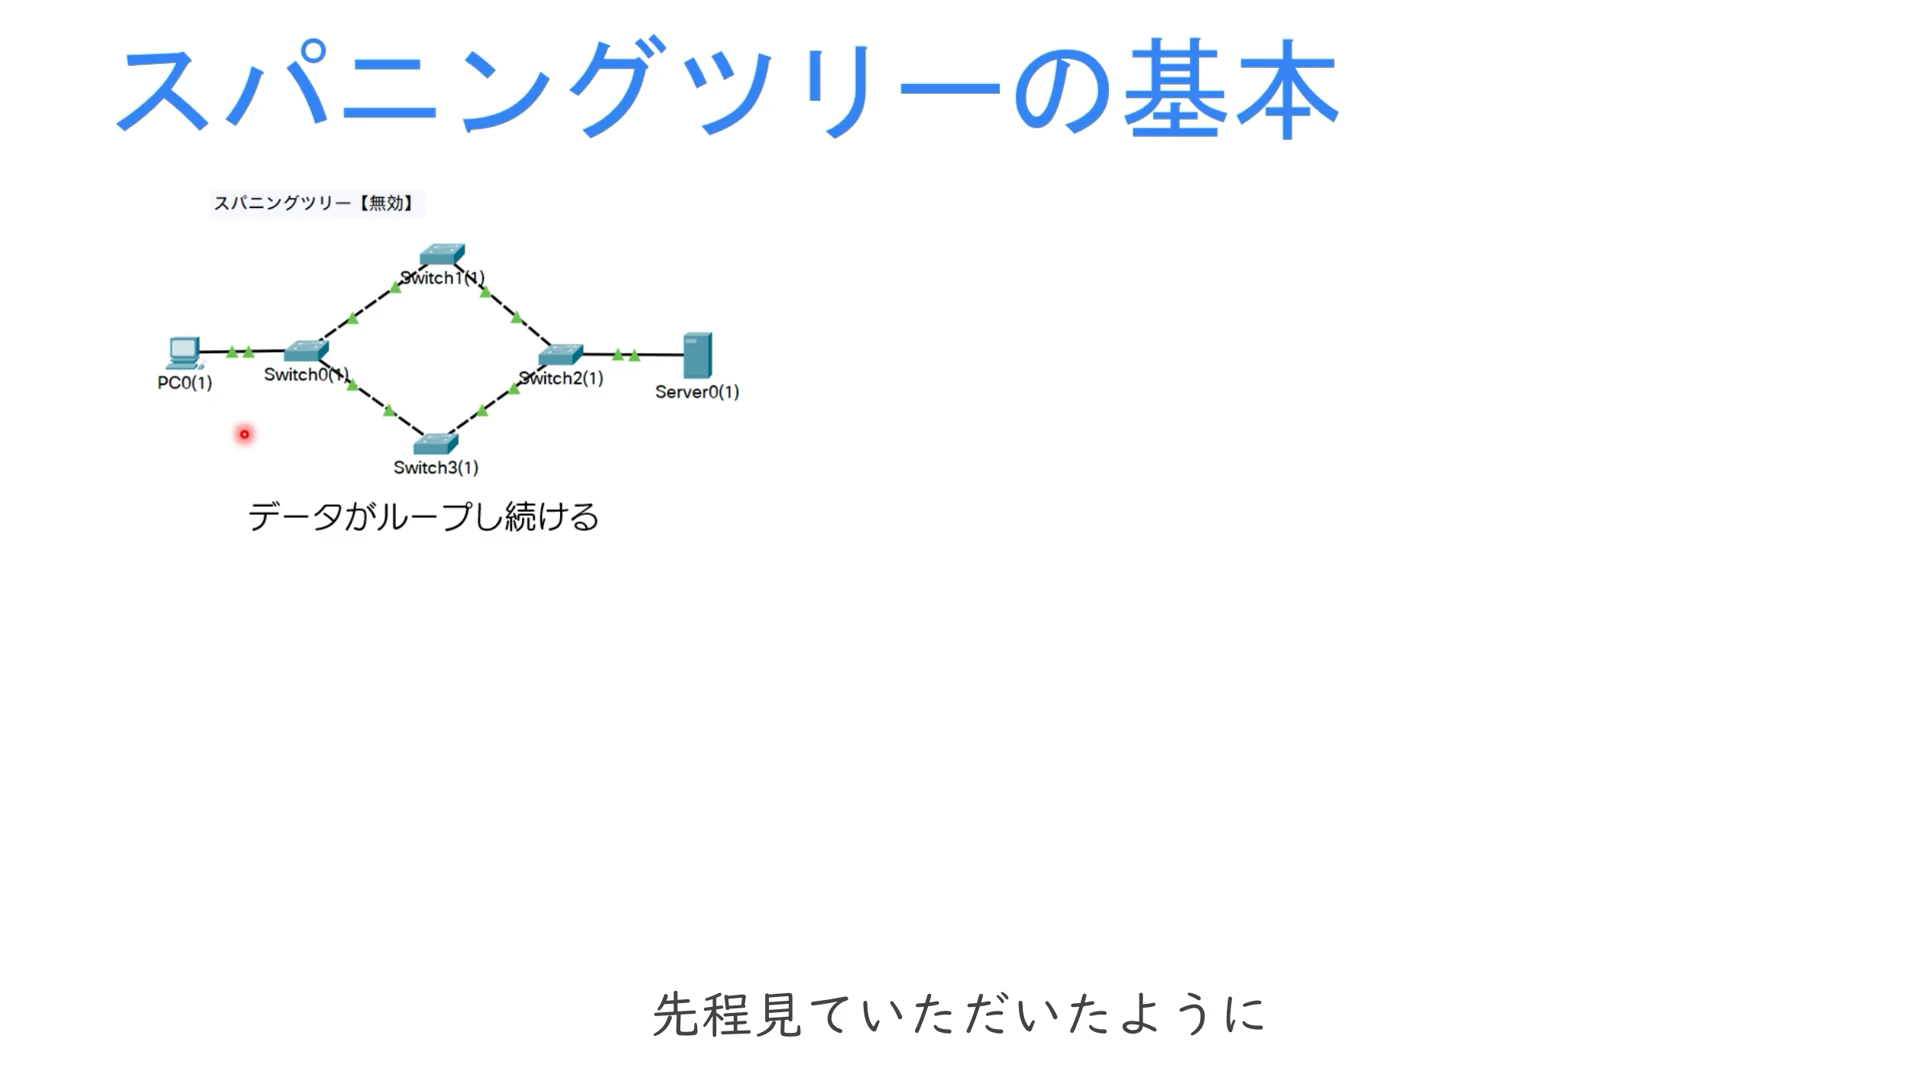 スパニングツリーの基本
スパニングツリー【無効】
Switch1(1)
PC0(1)
Switch0(1)
Switch2(1)
Server0(1)
Switch3(1)
データがループし続ける
先程見ていただいたように